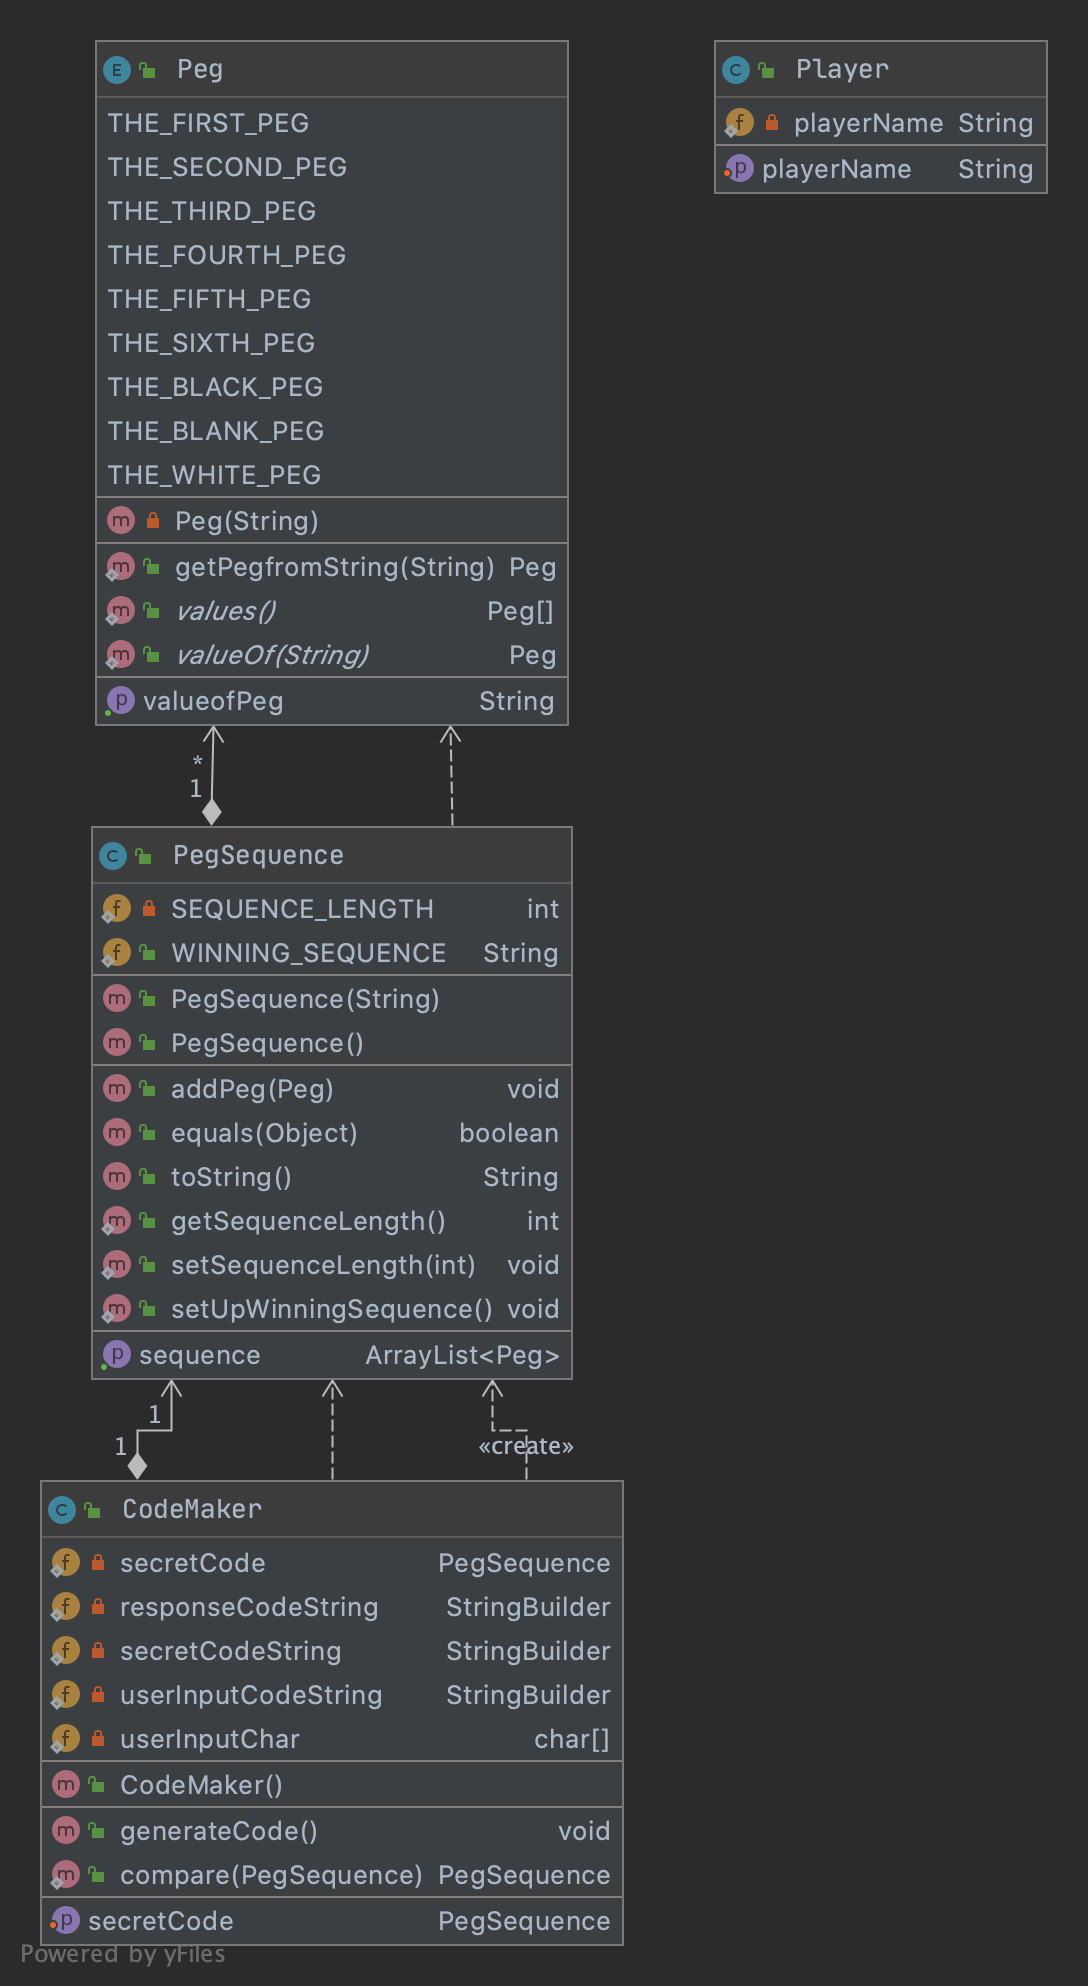 E Peg
THE_FIRST_PEG
THE_SECOND_PEG
THE_THIRD_PEG
THE_FOURTH_PEG
THE_FIFTH_PEG
THE_SIXTH_PEG
THE_BLACK_PEG
THE_BLANK_PEG
THE_WHITE_PEG
m Peg(String)
m getPegfromString(String) Peg
m values() Peg[]
m valueOf(String) Peg
p valueofPeg String
C Player
f playerName String
p playerName String
*
1
C PegSequence
f SEQUENCE_LENGTH int
f WINNING_SEQUENCE String
m PegSequence(String)
m PegSequence()
m addPeg(Peg) void
m equals(Object) boolean
m toString() String
m getSequenceLength() int
m setSequenceLength(int) void
m setUpWinningSequence() void
p sequence ArrayList<Peg>
1
1
«create»
C CodeMaker
f secretCode PegSequence
f responseCodeString StringBuilder
f secretCodeString StringBuilder
f userInputCodeString StringBuilder
f userInputChar char[]
m CodeMaker()
m generateCode() void
m compare(PegSequence) PegSequence
p secretCode PegSequence
Powered by yFiles